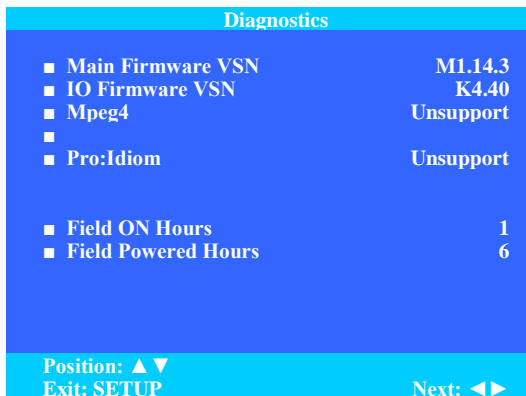 Diagnostics
■ Main Firmware VSN M1.14.3
■ IO Firmware VSN K4.40
■ Mpeg4 Unsupport
■
■ Pro:Idiom Unsupport
■ Field ON Hours 1
■ Field Powered Hours 6
Position: ▲▼
Exit: SETUP Next: ◄►